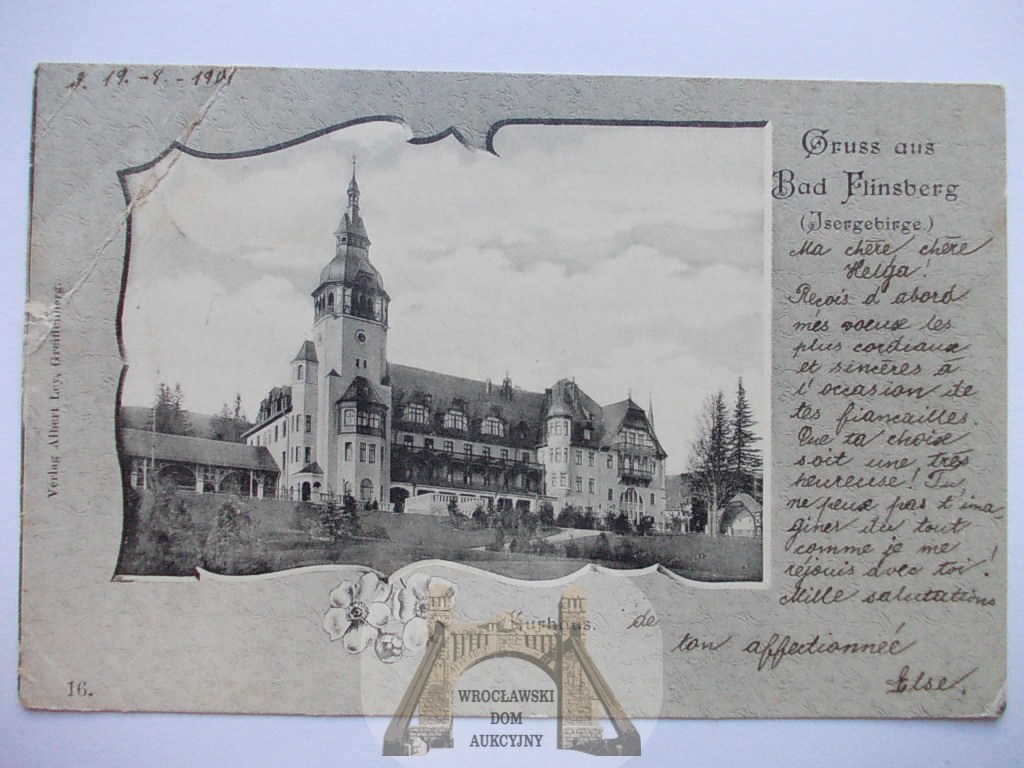 9. 19. -8. - 1901
Gruss aus
Bad Flinsberg
(Isergebirge.)
Ma chère chère
Helga!
Reçois d'abord
mes voeux les
plus cordiaux
et sincères à
l'occasion de
tes fiançailles.
Que ta choix
soit une très
heureuse! Tu
ne peux pas t'ima-
giner du tout
comme je me
réjouis avec toi!
Mille salutations
de
ton affectionnée
Else.
Verlag Albert Ley, Greiffenberg.
Kurhaus.
16.
WROCŁAWSKI
DOM
AUKCYJNY